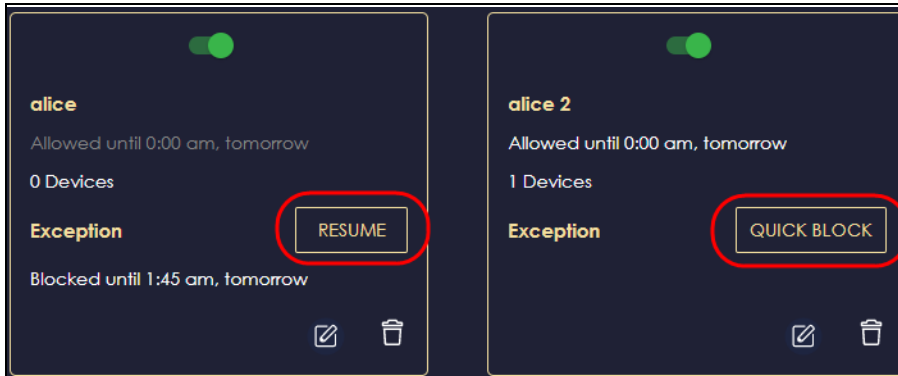 alice
Allowed until 0:00 am, tomorrow
0 Devices
Exception
RESUME
Blocked until 1:45 am, tomorrow
alice 2
Allowed until 0:00 am, tomorrow
1 Devices
Exception
QUICK BLOCK